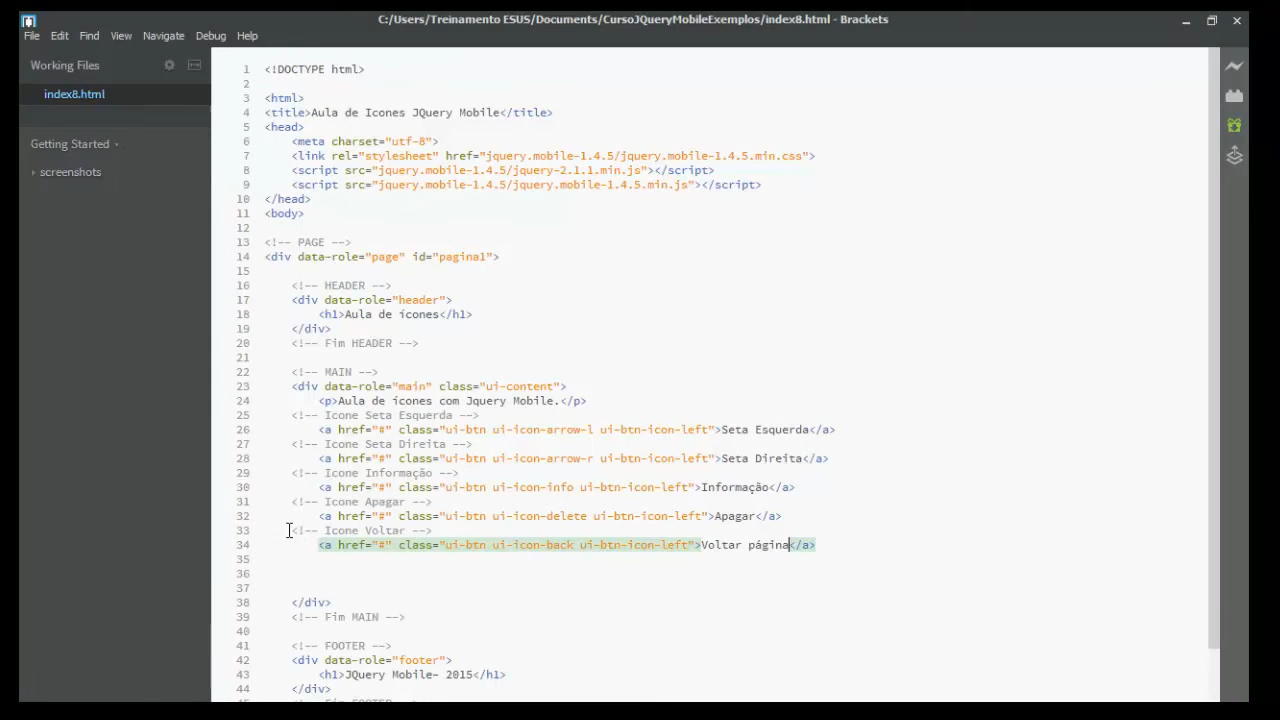 C:/Users/Treinamento ESUS/Documents/CursoJQueryMobileExemplos/index8.html - Brackets
File Edit Find View Navigate Debug Help
Working Files
index8.html
Getting Started
screenshots
1 <!DOCTYPE html>
2
3 <html>
4 <title>Aula de Icones JQuery Mobile</title>
5 <head>
6 <meta charset="utf-8">
7 <link rel="stylesheet" href="jquery.mobile-1.4.5/jquery.mobile-1.4.5.min.css">
8 <script src="jquery.mobile-1.4.5/jquery-2.1.1.min.js"></script>
9 <script src="jquery.mobile-1.4.5/jquery.mobile-1.4.5.min.js"></script>
10 </head>
11 <body>
12
13 <!-- PAGE -->
14 <div data-role="page" id="pagina1">
15
16 <!-- HEADER -->
17 <div data-role="header">
18 <h1>Aula de ícones</h1>
19 </div>
20 <!-- Fim HEADER -->
21
22 <!-- MAIN -->
23 <div data-role="main" class="ui-content">
24 <p>Aula de ícones com Jquery Mobile.</p>
25 <!-- Icone Seta Esquerda -->
26 <a href="#" class="ui-btn ui-icon-arrow-l ui-btn-icon-left">Seta Esquerda</a>
27 <!-- Icone Seta Direita -->
28 <a href="#" class="ui-btn ui-icon-arrow-r ui-btn-icon-left">Seta Direita</a>
29 <!-- Icone Informação -->
30 <a href="#" class="ui-btn ui-icon-info ui-btn-icon-left">Informação</a>
31 <!-- Icone Apagar -->
32 <a href="#" class="ui-btn ui-icon-delete ui-btn-icon-left">Apagar</a>
33 <!-- Icone Voltar -->
34 <a href="#" class="ui-btn ui-icon-back ui-btn-icon-left">Voltar página</a>
35
36
37
38 </div>
39 <!-- Fim MAIN -->
40
41 <!-- FOOTER -->
42 <div data-role="footer">
43 <h1>JQuery Mobile- 2015</h1>
44 </div>